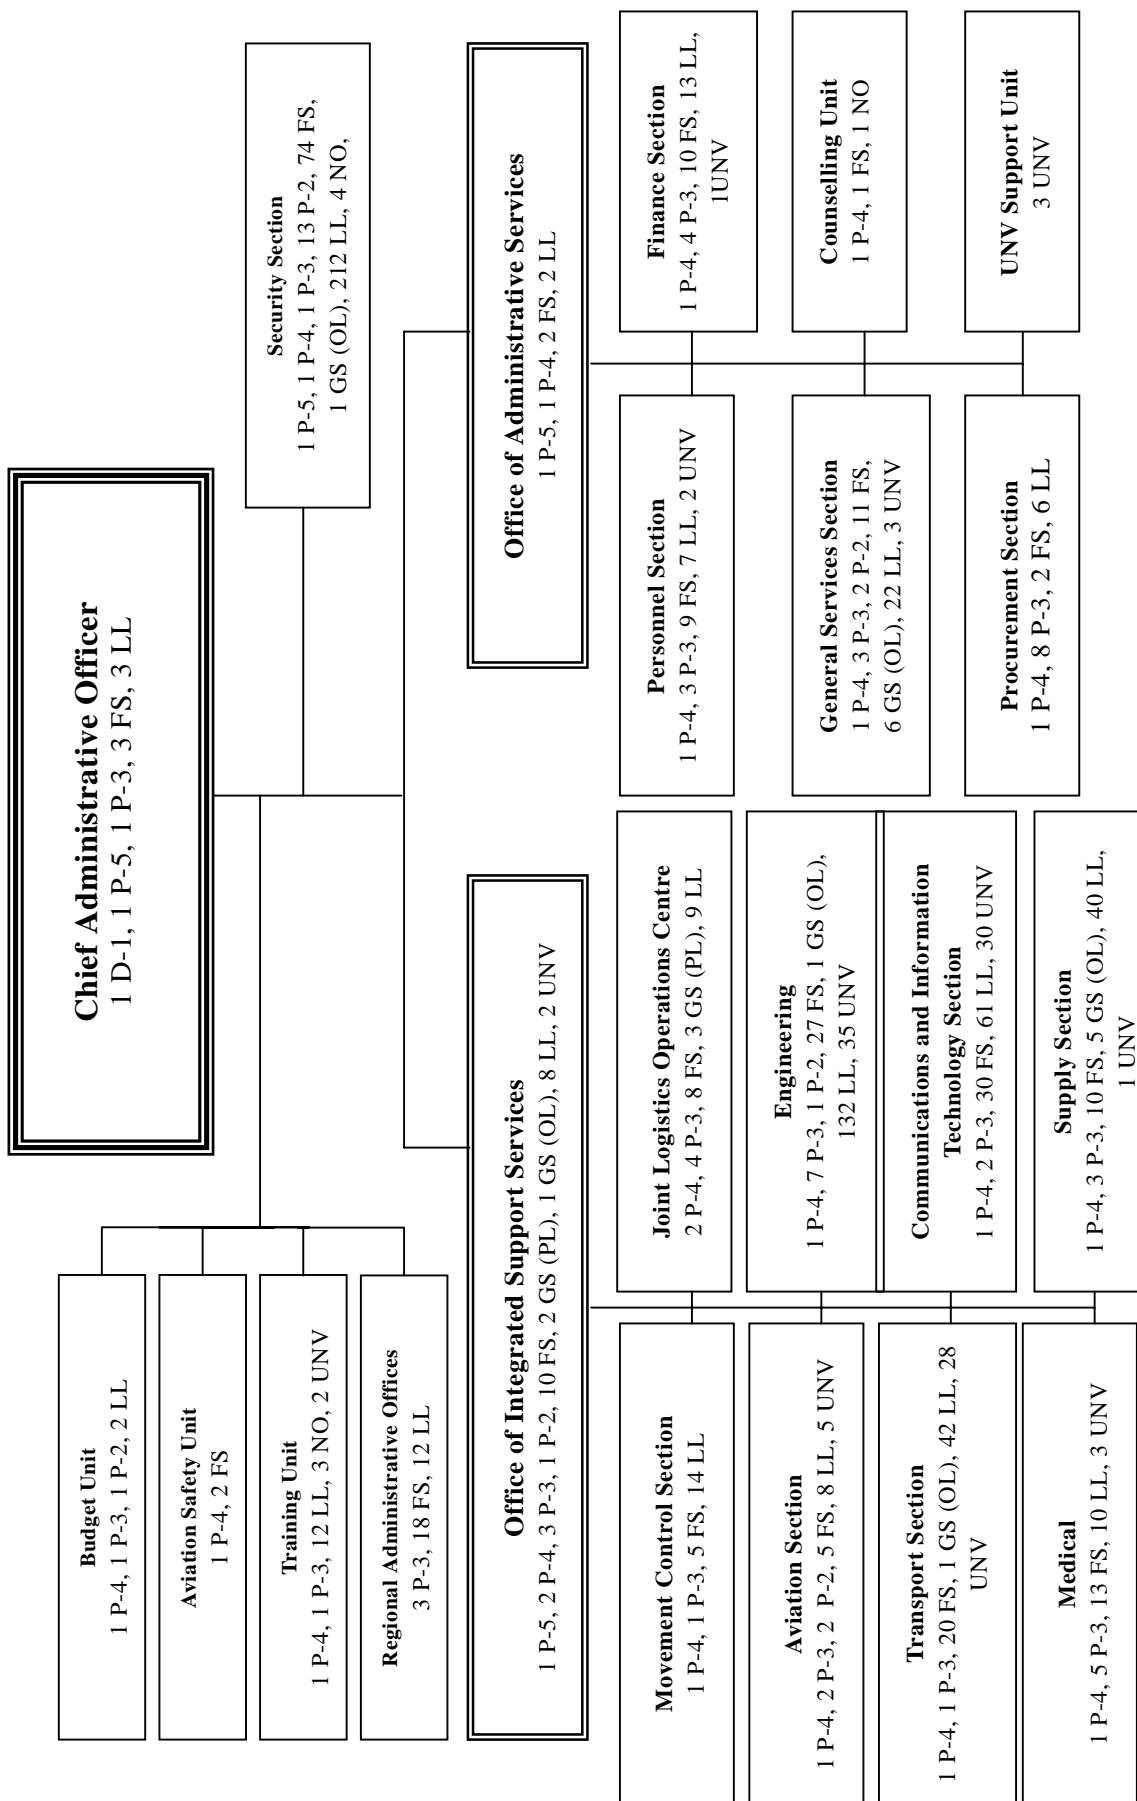 Chief Administrative Officer
1 D-1, 1 P-5, 1 P-3, 3 FS, 3 LL
Budget Unit
1 P-4, 1 P-3, 1 P-2, 2 LL
Aviation Safety Unit
1 P-4, 2 FS
Training Unit
1 P-4, 1 P-3, 12 LL, 3 NO, 2 UNV
Regional Administrative Offices
3 P-3, 18 FS, 12 LL
Security Section
1 P-5, 1 P-4, 1 P-3, 13 P-2, 74 FS,
1 GS (OL), 212 LL, 4 NO,
Office of Integrated Support Services
1 P-5, 2 P-4, 3 P-3, 1 P-2, 10 FS, 2 GS (PL), 1 GS (OL), 8 LL, 2 UNV
Movement Control Section
1 P-4, 1 P-3, 5 FS, 14 LL
Joint Logistics Operations Centre
2 P-4, 4 P-3, 8 FS, 3 GS (PL), 9 LL
Aviation Section
1 P-4, 2 P-3, 2 P-2, 5 FS, 8 LL, 5 UNV
Engineering
1 P-4, 7 P-3, 1 P-2, 27 FS, 1 GS (OL),
132 LL, 35 UNV
Transport Section
1 P-4, 1 P-3, 20 FS, 1 GS (OL), 42 LL, 28
UNV
Communications and Information
Technology Section
1 P-4, 2 P-3, 30 FS, 61 LL, 30 UNV
Medical
1 P-4, 5 P-3, 13 FS, 10 LL, 3 UNV
Supply Section
1 P-4, 3 P-3, 10 FS, 5 GS (OL), 40 LL,
1 UNV
Office of Administrative Services
1 P-5, 1 P-4, 2 FS, 2 LL
Personnel Section
1 P-4, 3 P-3, 9 FS, 7 LL, 2 UNV
Finance Section
1 P-4, 4 P-3, 10 FS, 13 LL,
1UNV
General Services Section
1 P-4, 3 P-3, 2 P-2, 11 FS,
6 GS (OL), 22 LL, 3 UNV
Counselling Unit
1 P-4, 1 FS, 1 NO
Procurement Section
1 P-4, 8 P-3, 2 FS, 6 LL
UNV Support Unit
3 UNV